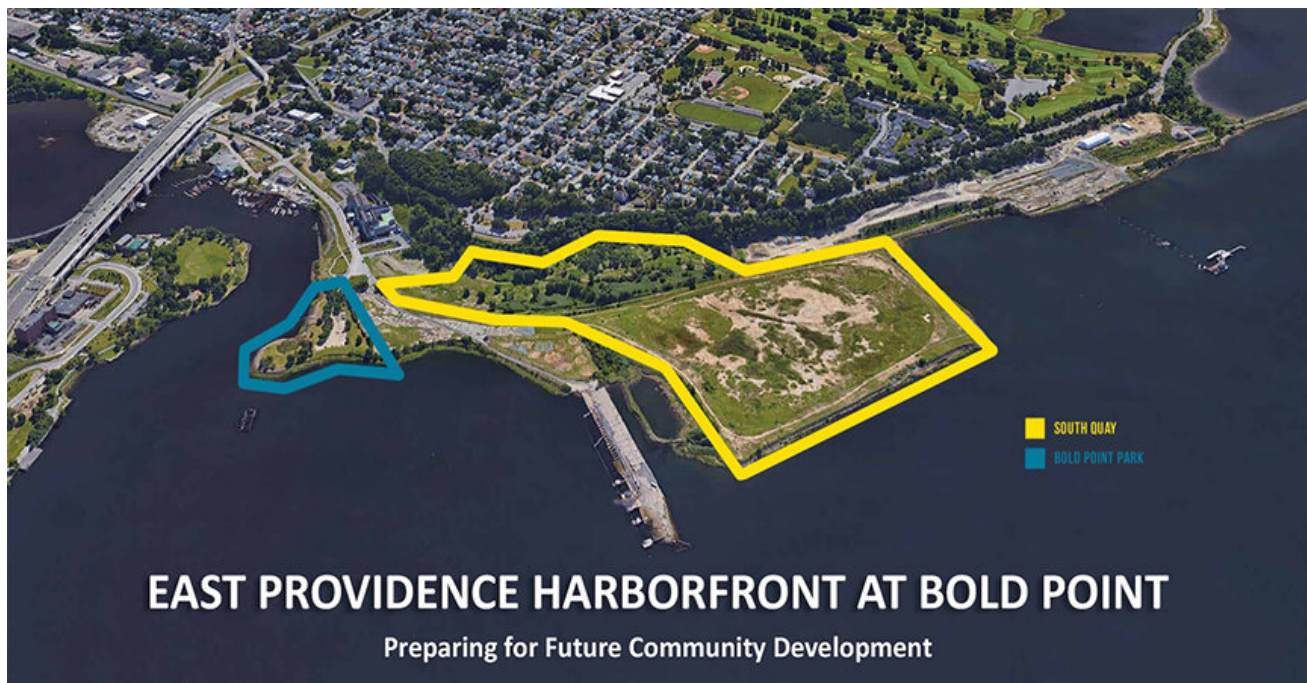 SOUTH QUAY
BOLD POINT PARK
EAST PROVIDENCE HARBORFRONT AT BOLD POINT
Preparing for Future Community Development